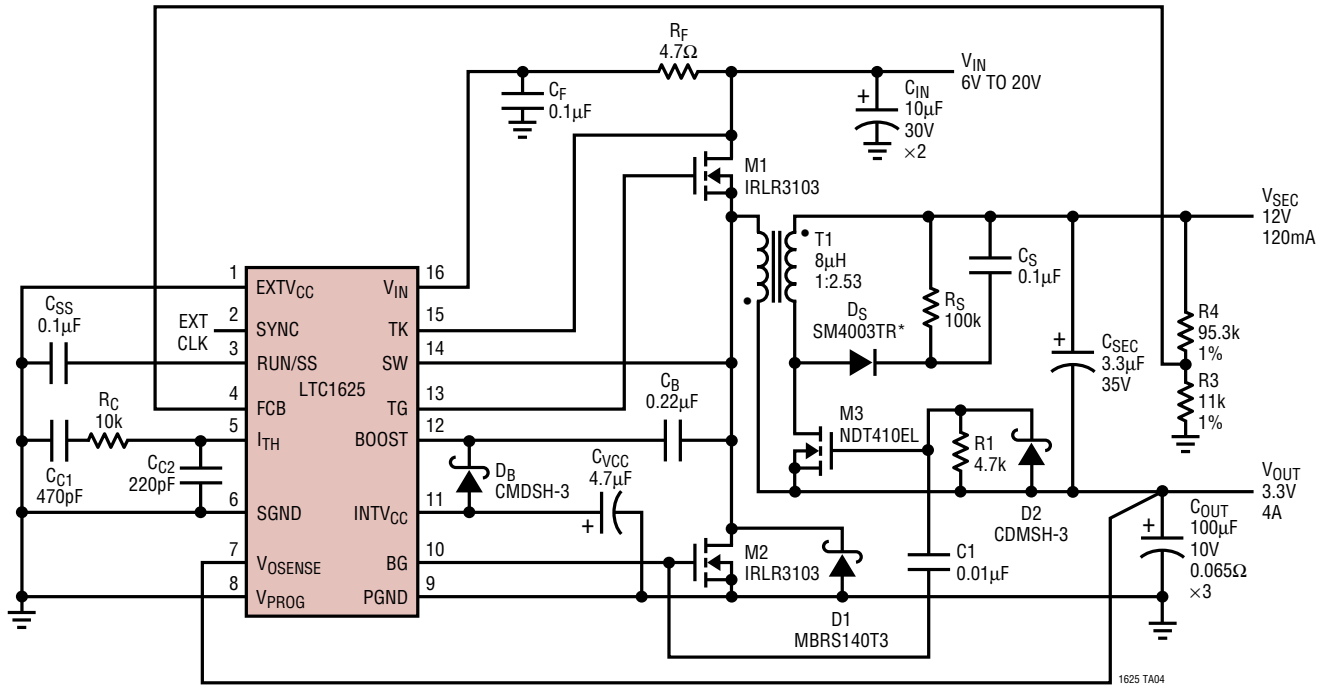 RF
4.7Ω
VIN
6V TO 20V
CF
0.1µF
CIN
10µF
30V
×2
+
M1
IRLR3103
VSEC
12V
120mA
T1
8µH
1:2.53
CS
0.1µF
RS
100k
DS
SM4003TR*
R4
95.3k
1%
+
CSEC
3.3µF
35V
R3
11k
1%
1
EXTVCC
VIN
16
CSS
0.1µF
EXT
CLK
2
SYNC
TK
15
3
RUN/SS
SW
14
LTC1625
4
FCB
TG
13
CB
0.22µF
RC
10k
5
ITH
BOOST
12
M3
NDT410EL
R1
4.7k
CC1
470pF
CC2
220pF
DB
CMDSH-3
CVCC
4.7µF
+
6
SGND
INTVCC
11
VOUT
3.3V
4A
D2
CDMSH-3
7
VOSENSE
BG
10
M2
IRLR3103
C1
0.01µF
+
COUT
100µF
10V
0.065Ω
×3
8
VPROG
PGND
9
D1
MBRS140T3
1625 TA04